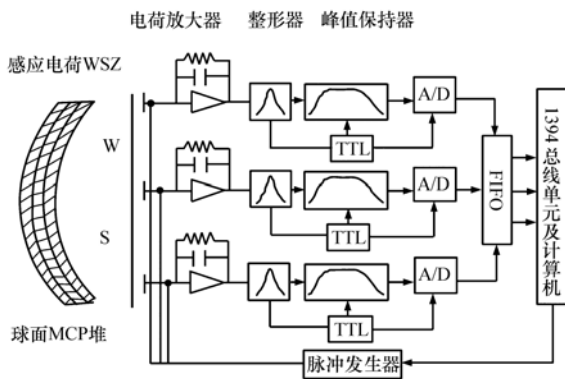 电荷放大器 整形器 峰值保持器
感应电荷WSZ
W
S
球面MCP堆
A/D
TTL
A/D
TTL
A/D
TTL
FIFO
1394总线单元及计算机
脉冲发生器